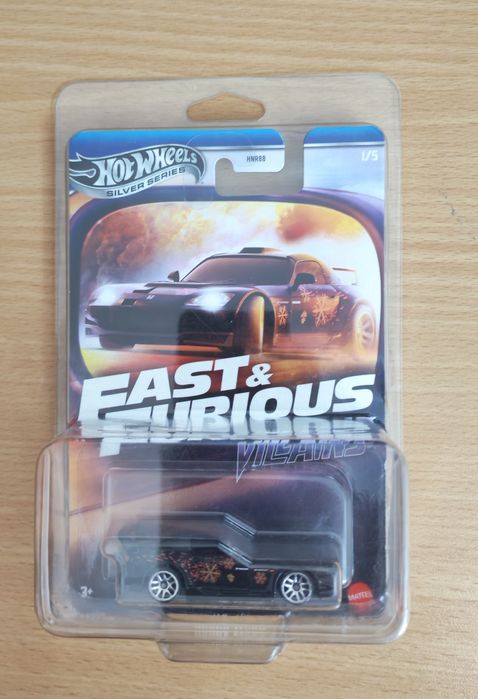 HOT WHEELS
SILVER SERIES
HNR88
1/5
FAST &
FURIOUS
VILLAINS
3+
MATTEL